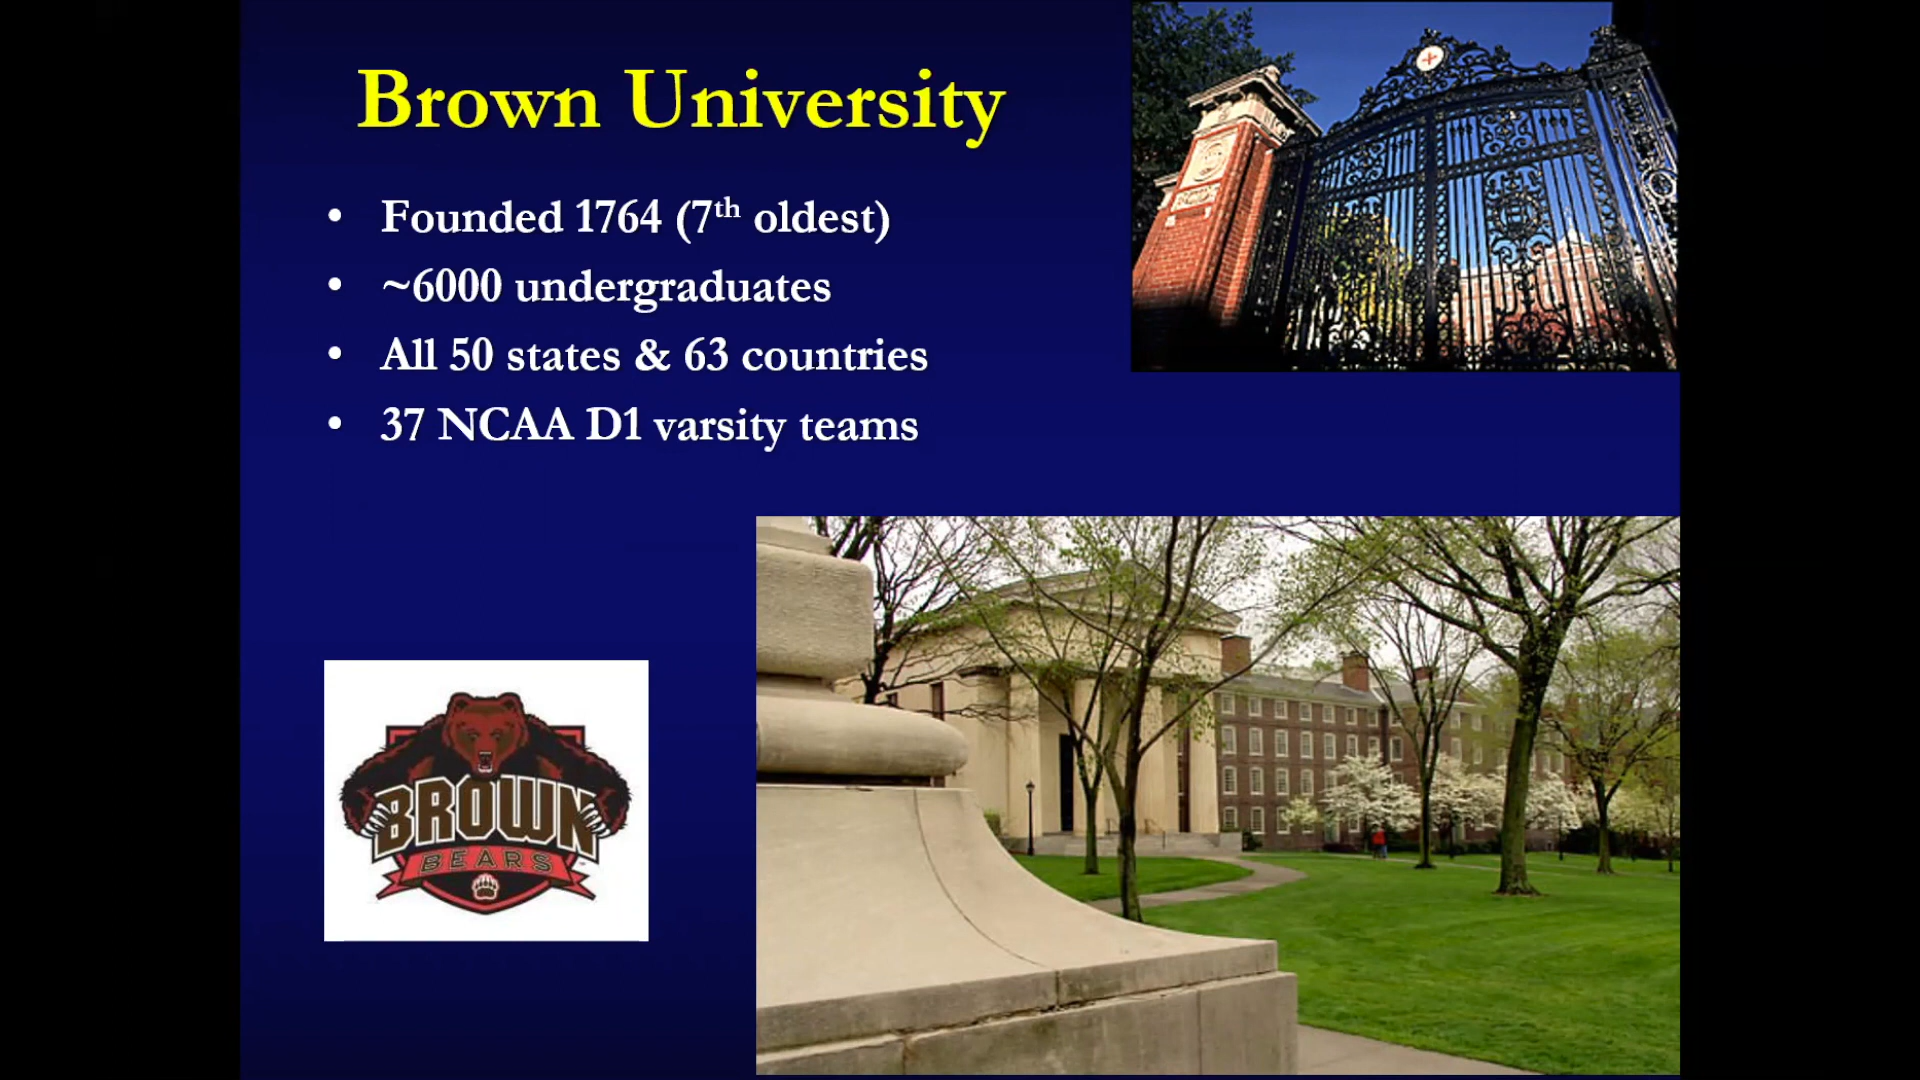 Brown University
• Founded 1764 (7th oldest)
• ~6000 undergraduates
• All 50 states & 63 countries
• 37 NCAA D1 varsity teams
BROWN
BEARS